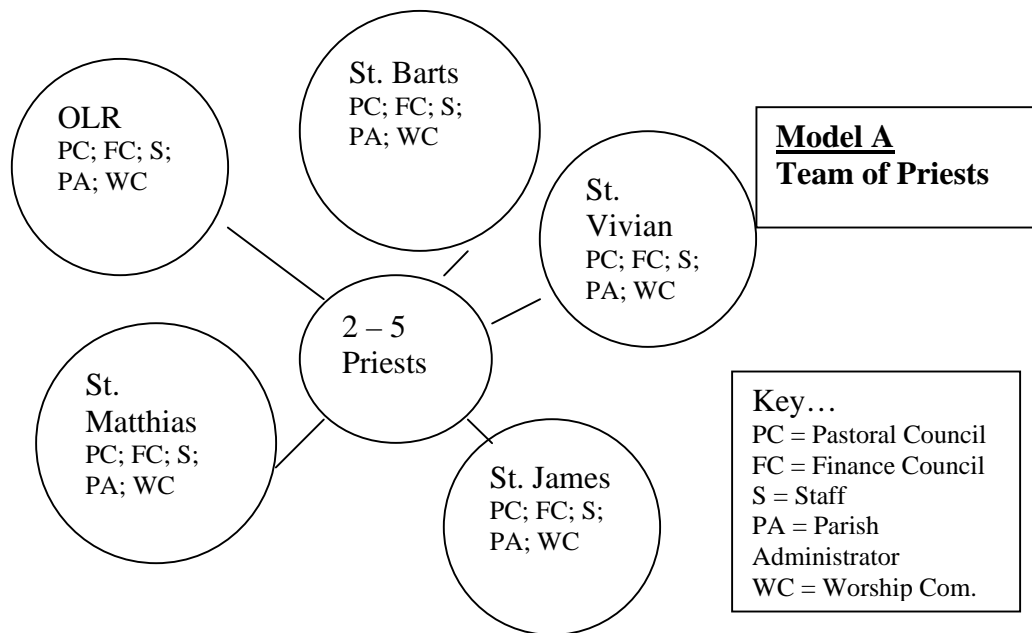 OLR
PC; FC; S;
PA; WC
St. Barts
PC; FC; S;
PA; WC
St.
Vivian
PC; FC; S;
PA; WC
Model A
Team of Priests
2 – 5
Priests
St.
Matthias
PC; FC; S;
PA; WC
St. James
PC; FC; S;
PA; WC
Key…
PC = Pastoral Council
FC = Finance Council
S = Staff
PA = Parish
Administrator
WC = Worship Com.